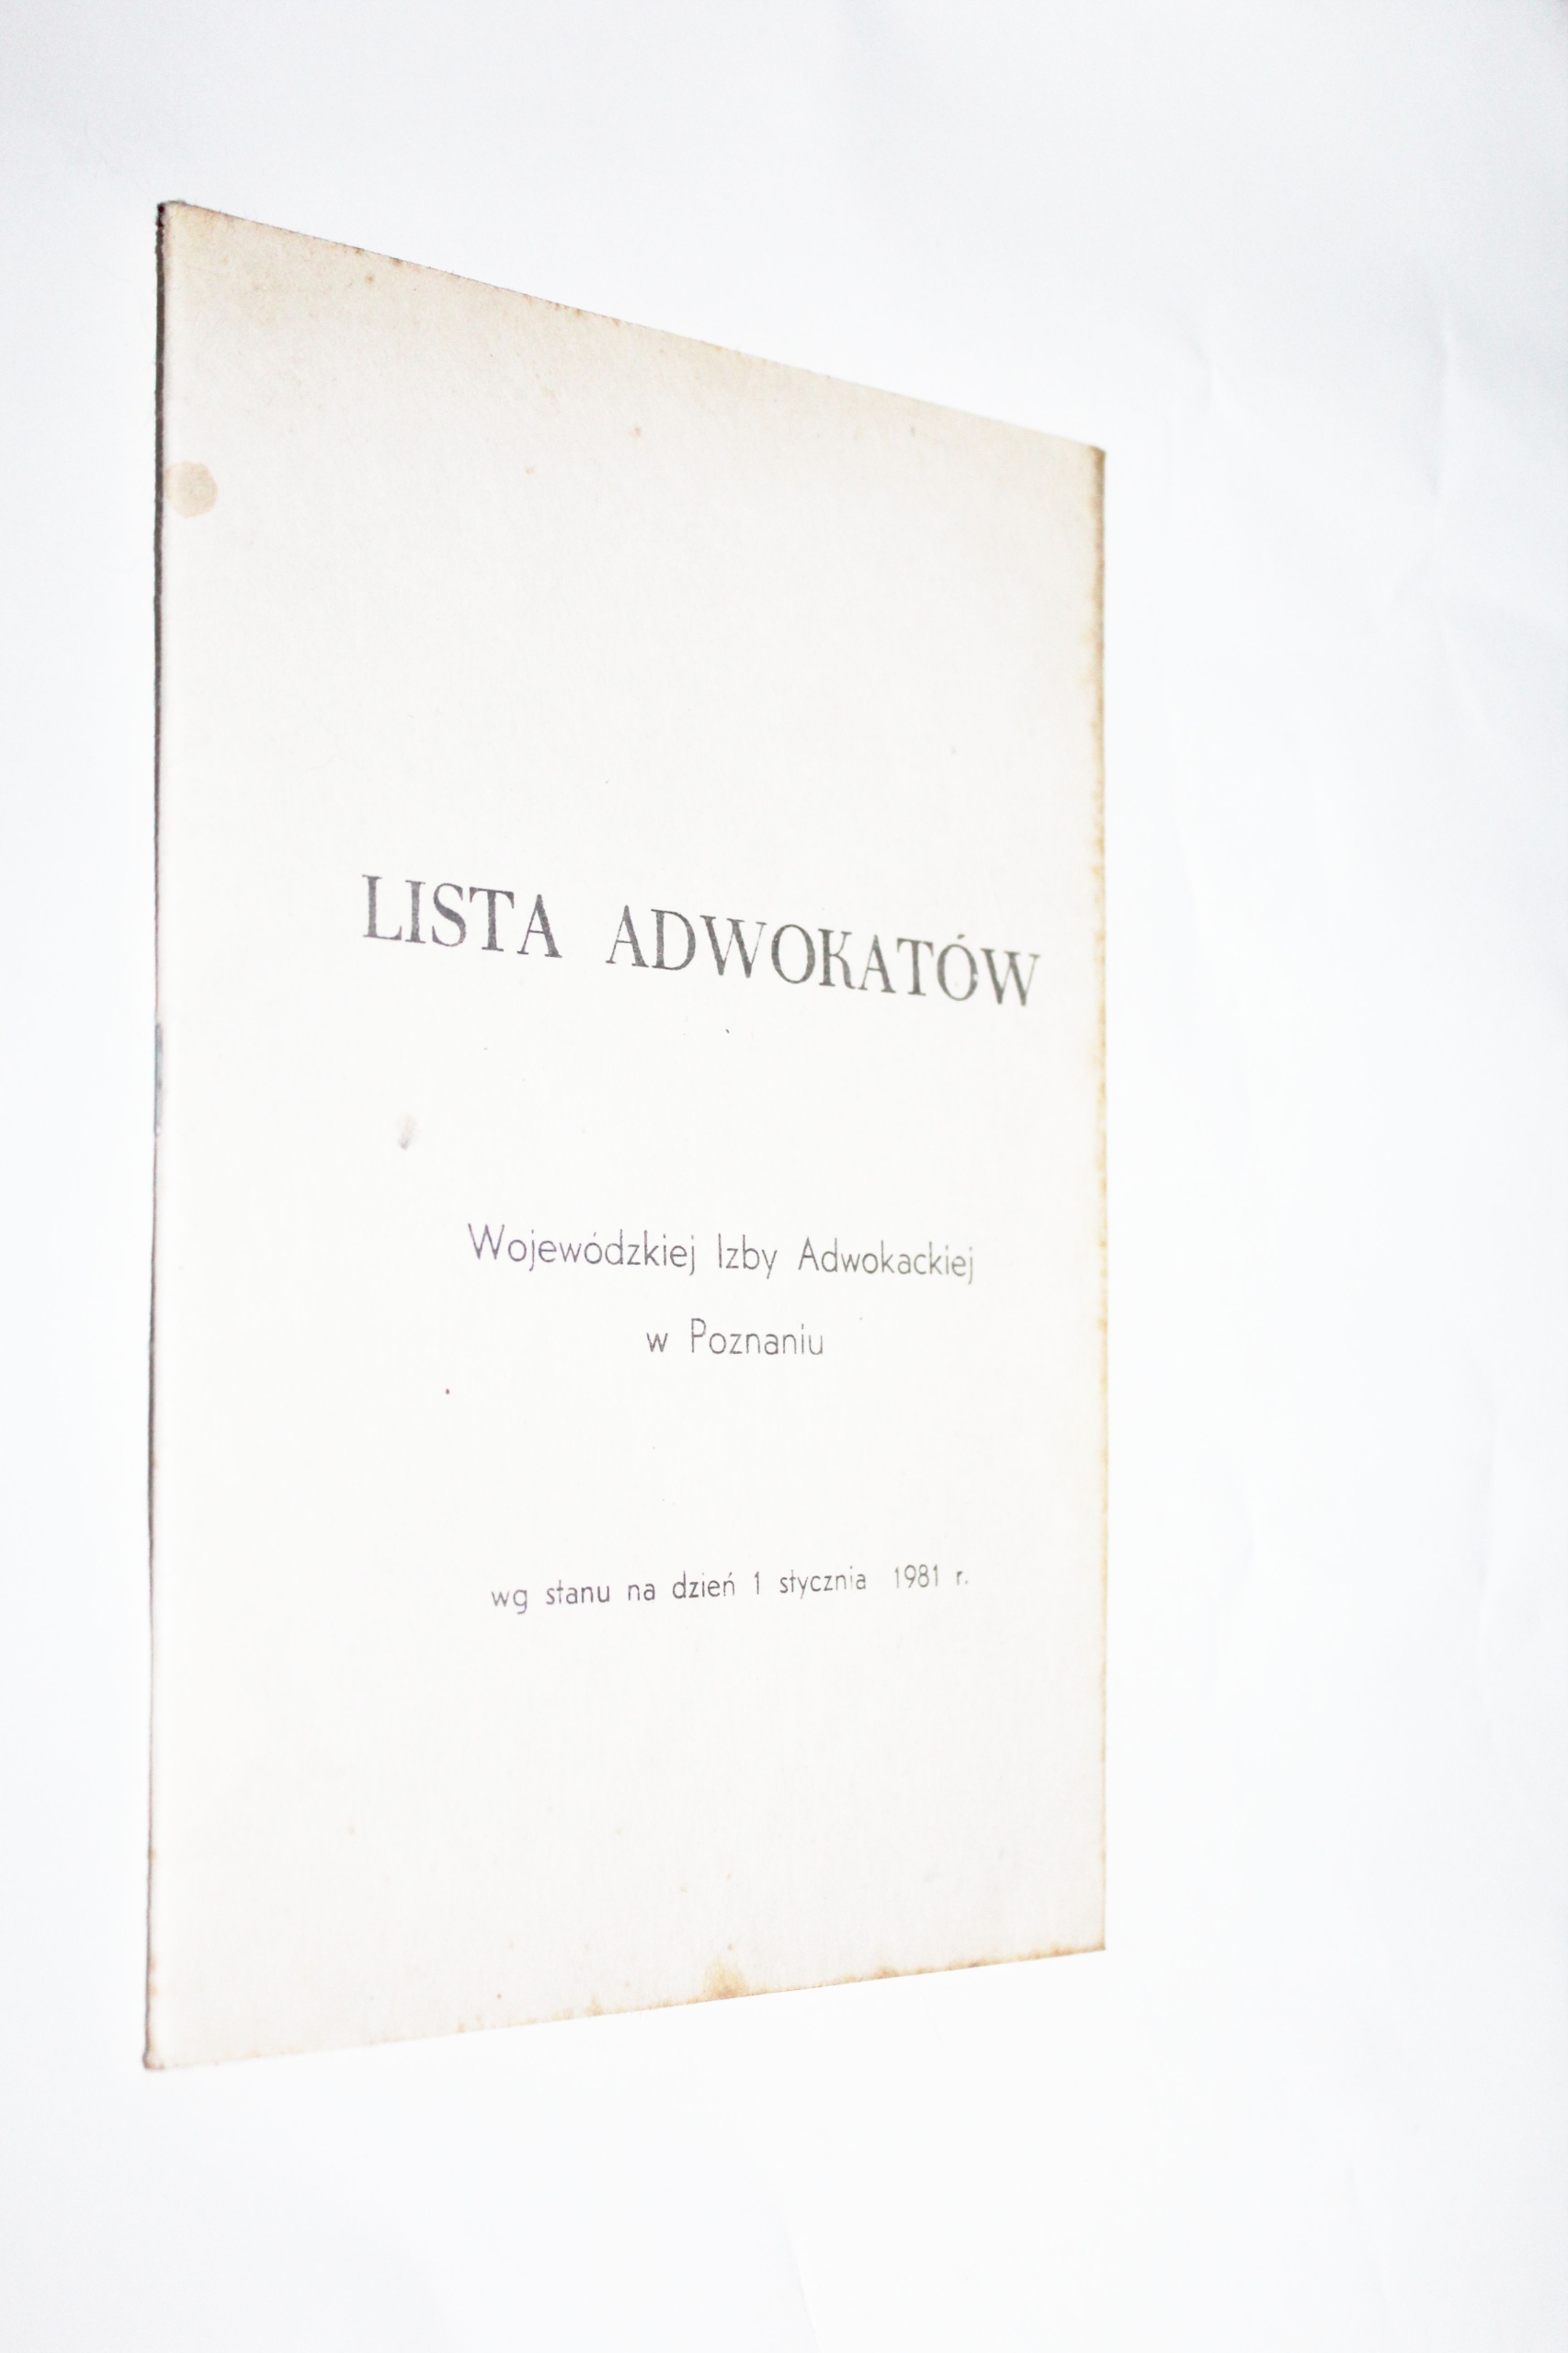 LISTA ADWOKATÓW
Wojewódzkiej Izby Adwokackiej
w Poznaniu
wg stanu na dzień 1 stycznia 1981 r.